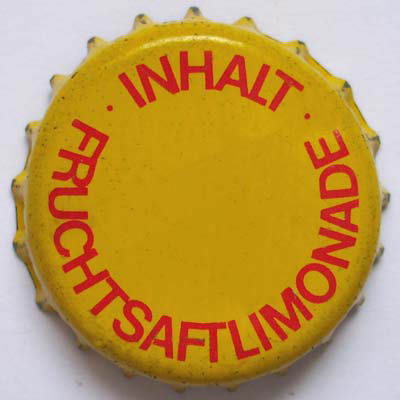 · INHALT ·
FRUCHTSAFTLIMONADE